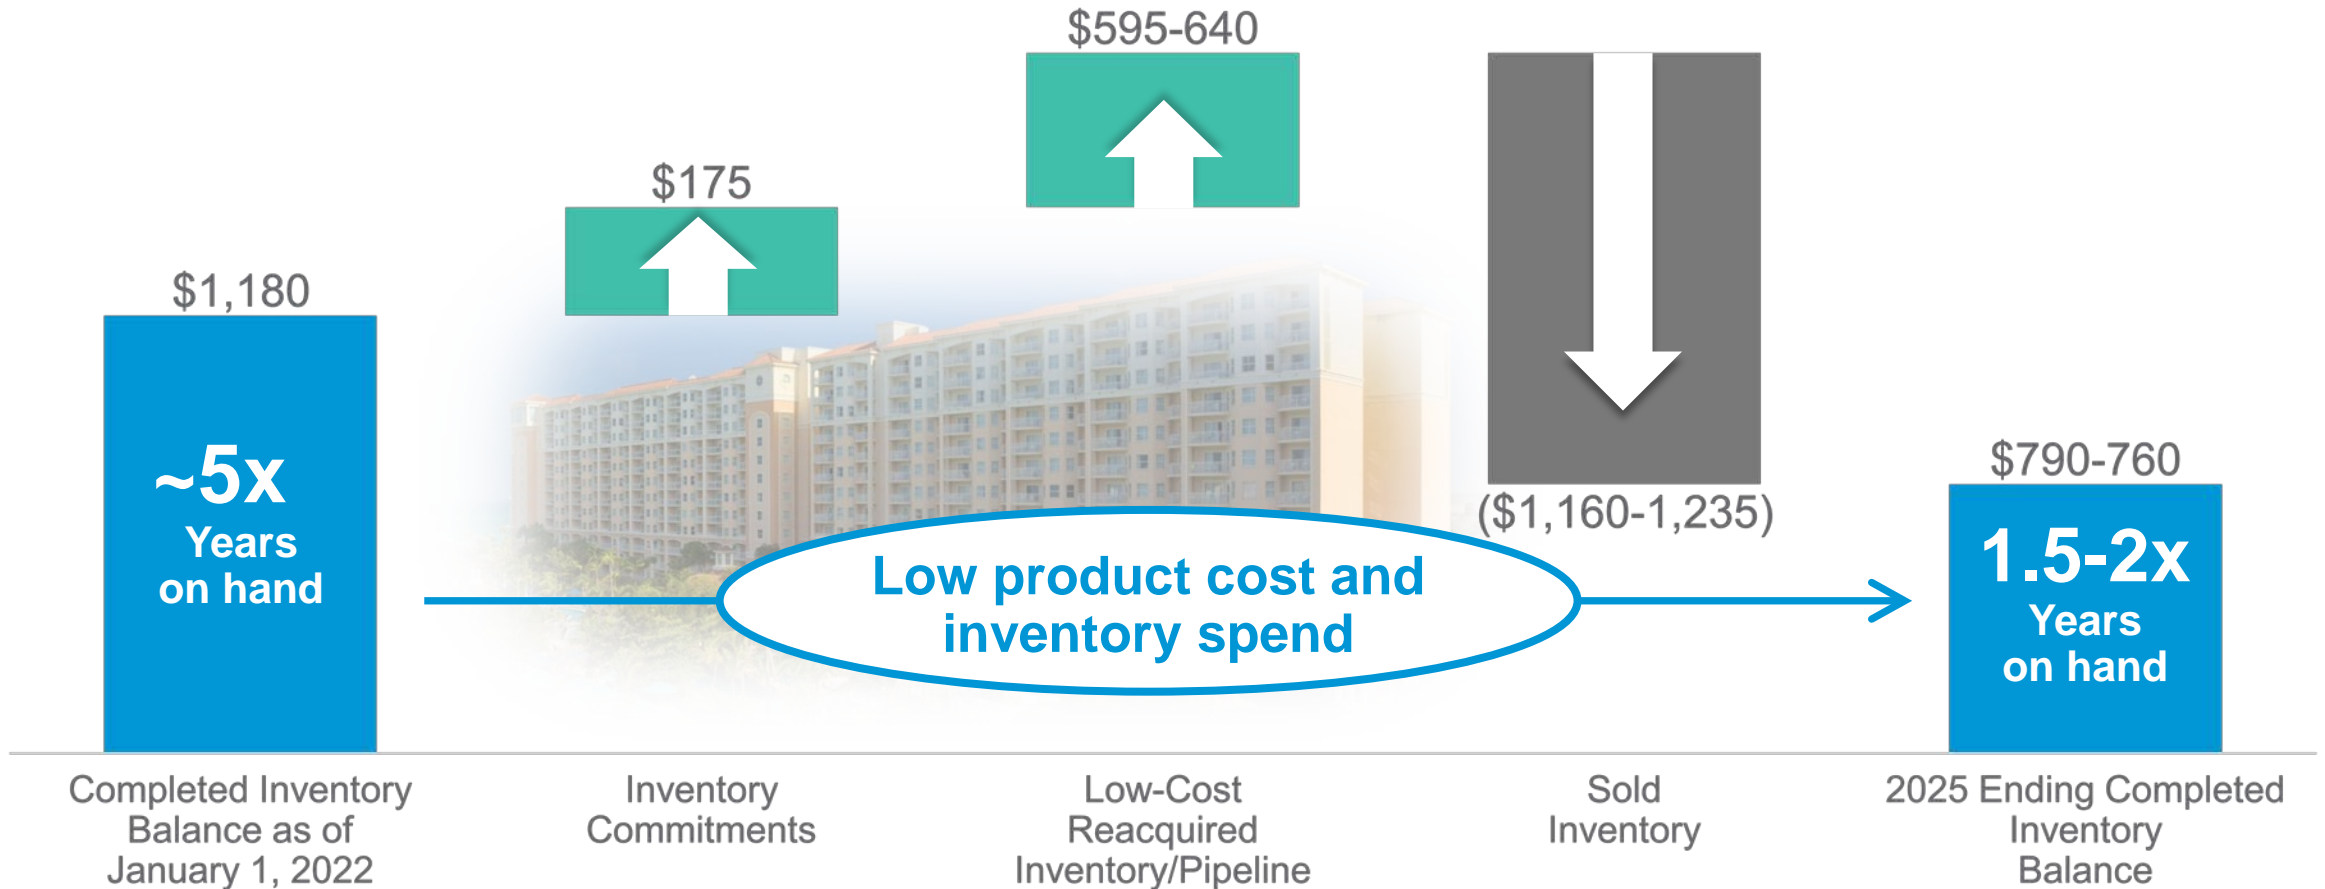 $595-640
$175
$1,180
~5x
Years
on hand
Low product cost and
inventory spend
($1,160-1,235)
$790-760
1.5-2x
Years
on hand
Completed Inventory
Balance as of
January 1, 2022
Inventory
Commitments
Low-Cost
Reacquired
Inventory/Pipeline
Sold
Inventory
2025 Ending Completed
Inventory
Balance